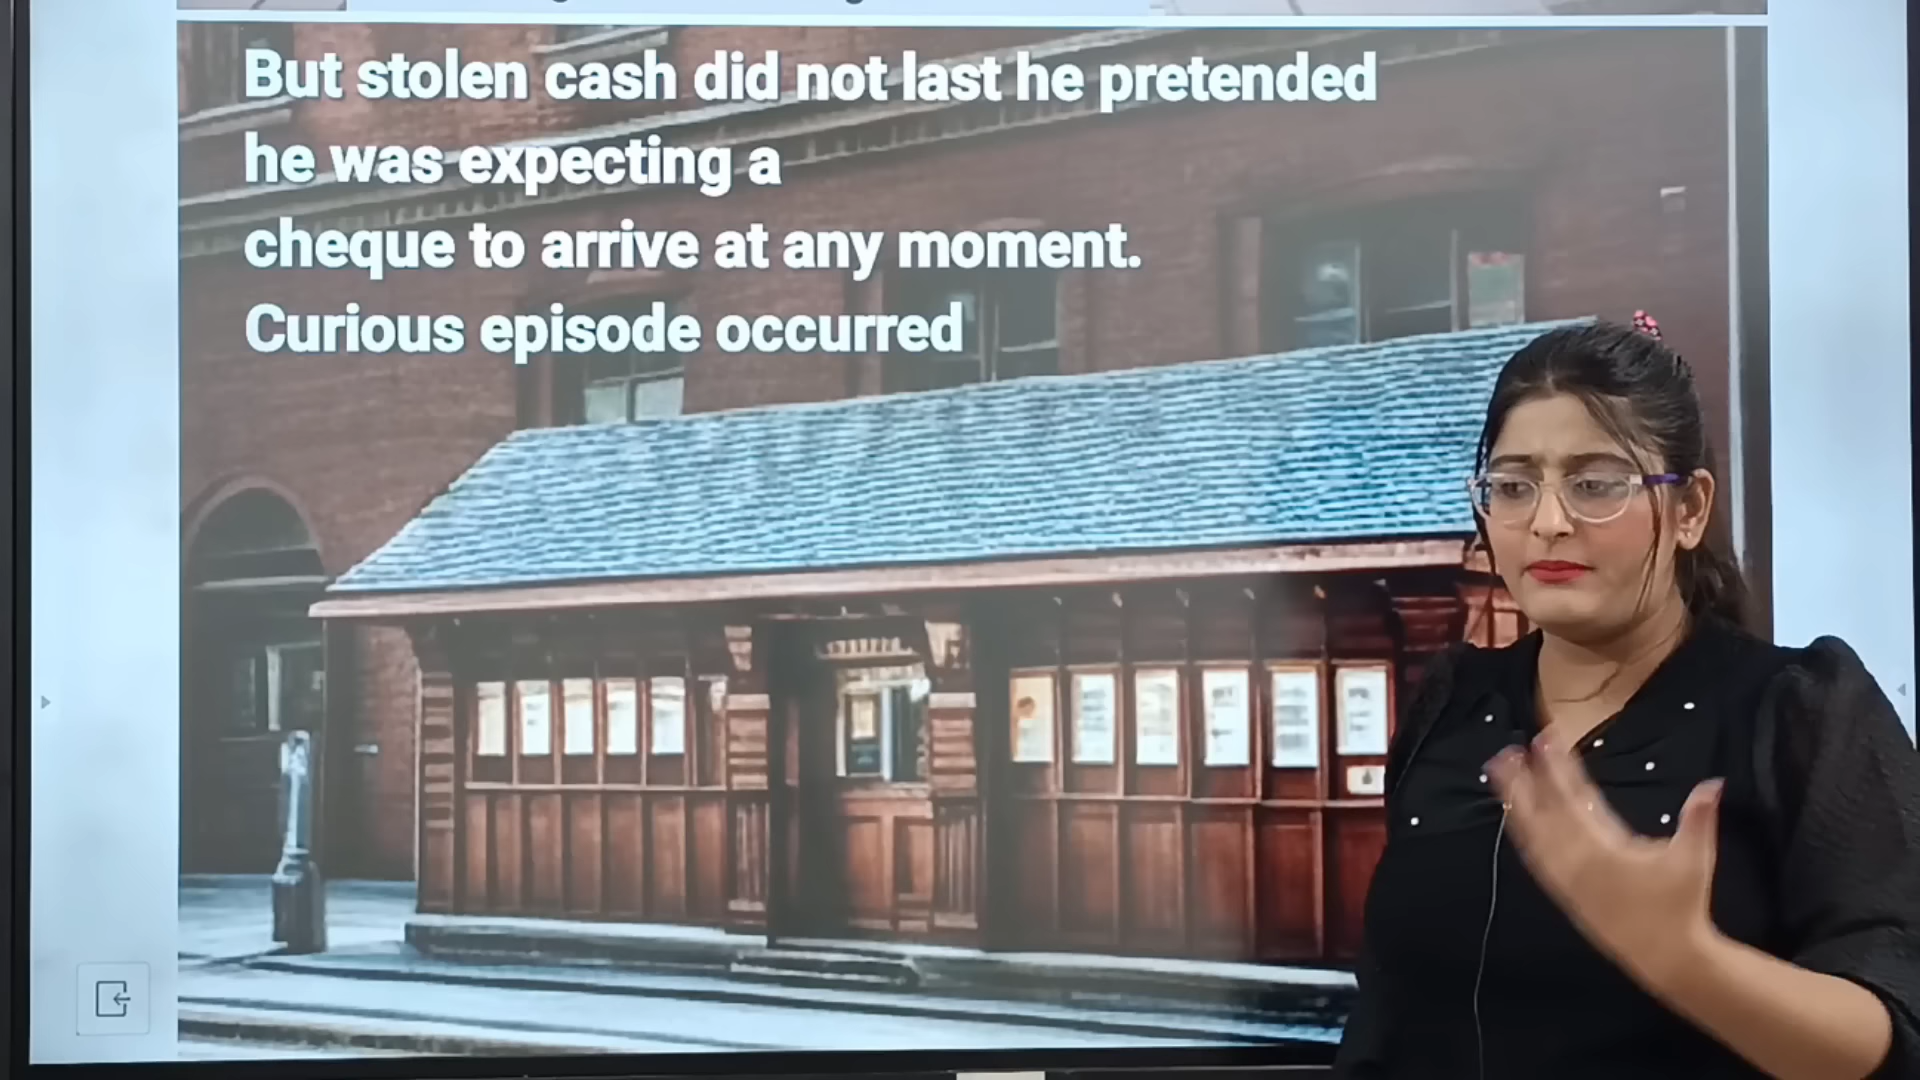 But stolen cash did not last he pretended
he was expecting a
cheque to arrive at any moment.
Curious episode occurred